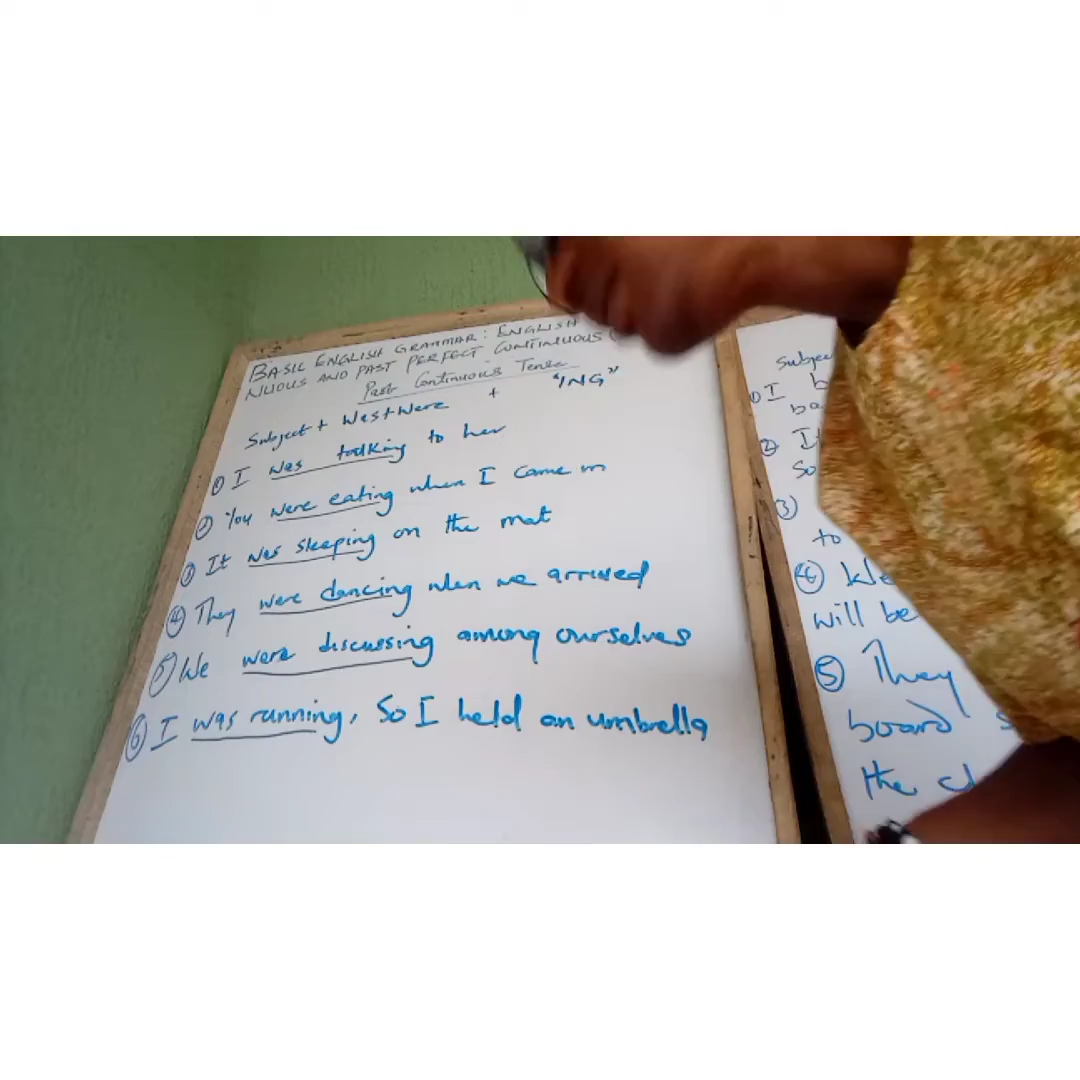 BASIC ENGLISH GRAMMAR: ENGLISH
NUOUS AND PAST PERFECT CONTINUOUS
Past Continuous Tense
Subject + Was+Were + "ING"
① I was talking to her
② You were eating when I came in
③ It was sleeping on the mat
④ They were dancing when we arrived
⑤ We were discussing among ourselves
⑥ I was running, So I held an umbrella
① I
②
So
③
to
④ We
will be
⑤ They
board
the